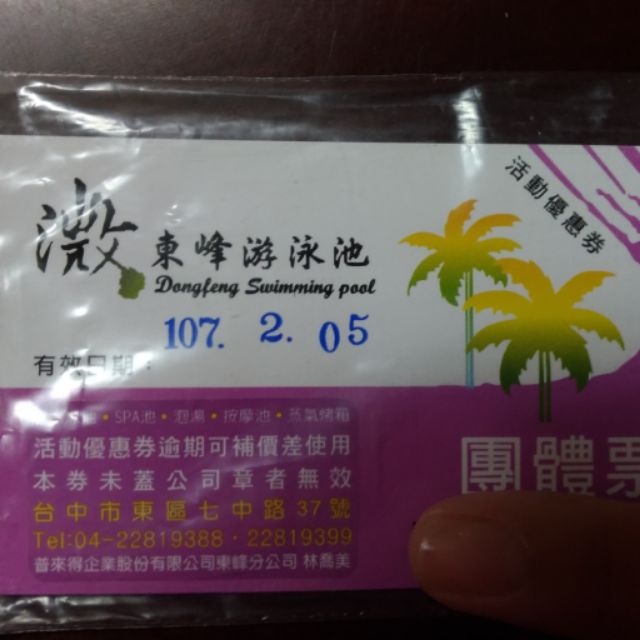 活動優惠券
東峰游泳池
Dongfeng Swimming pool
有效日期：107. 2. 05
SPA池•泡湯•按摩池•蒸氣烤箱
活動優惠券逾期可補價差使用
本券未蓋公司章者無效
台中市東區七中路37號
Tel:04-22819388•22819399
普來得企業股份有限公司東峰分公司 林喬美
團體票